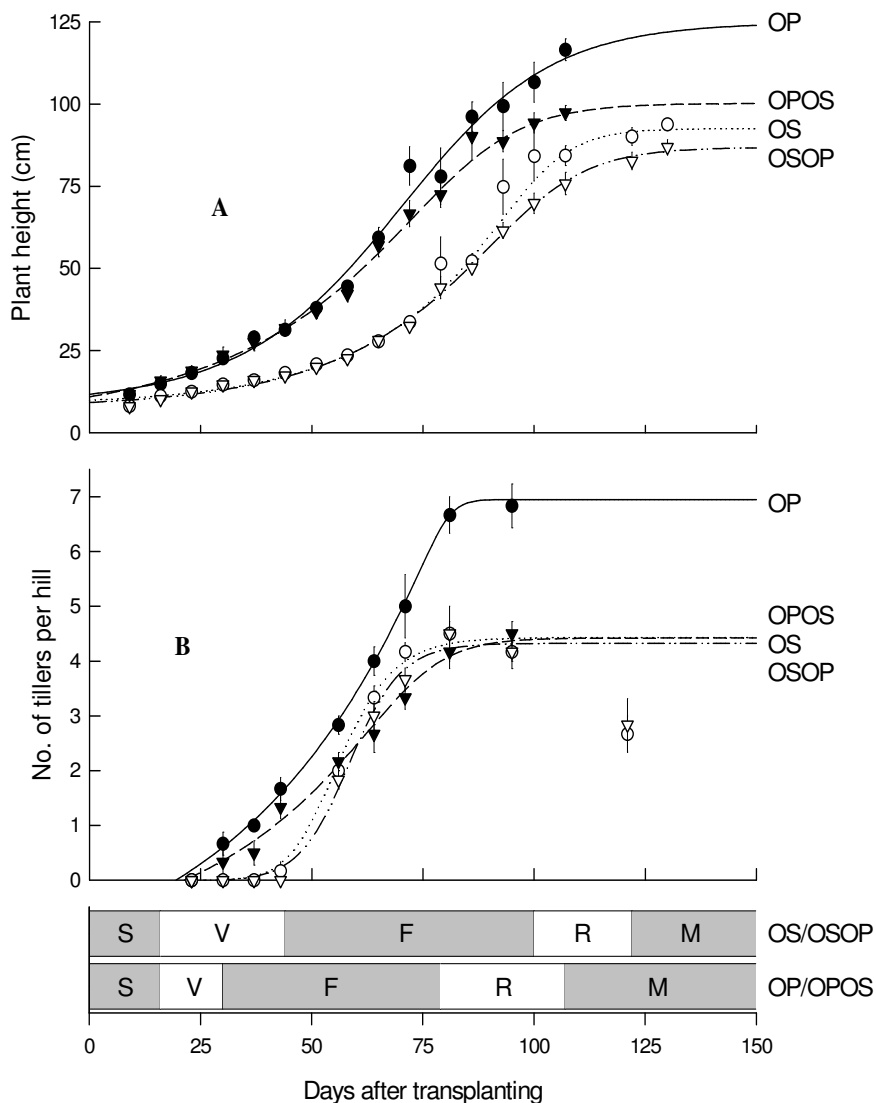 125
100
75
50
25
0
Plant height (cm)
A
OP
OPOS
OS
OSOP
7
6
5
4
3
2
1
0
No. of tillers per hill
B
OP
OPOS
OS
OSOP
S V F R M OS/OSOP
S V F R M OP/OPOS
0 25 50 75 100 125 150
Days after transplanting